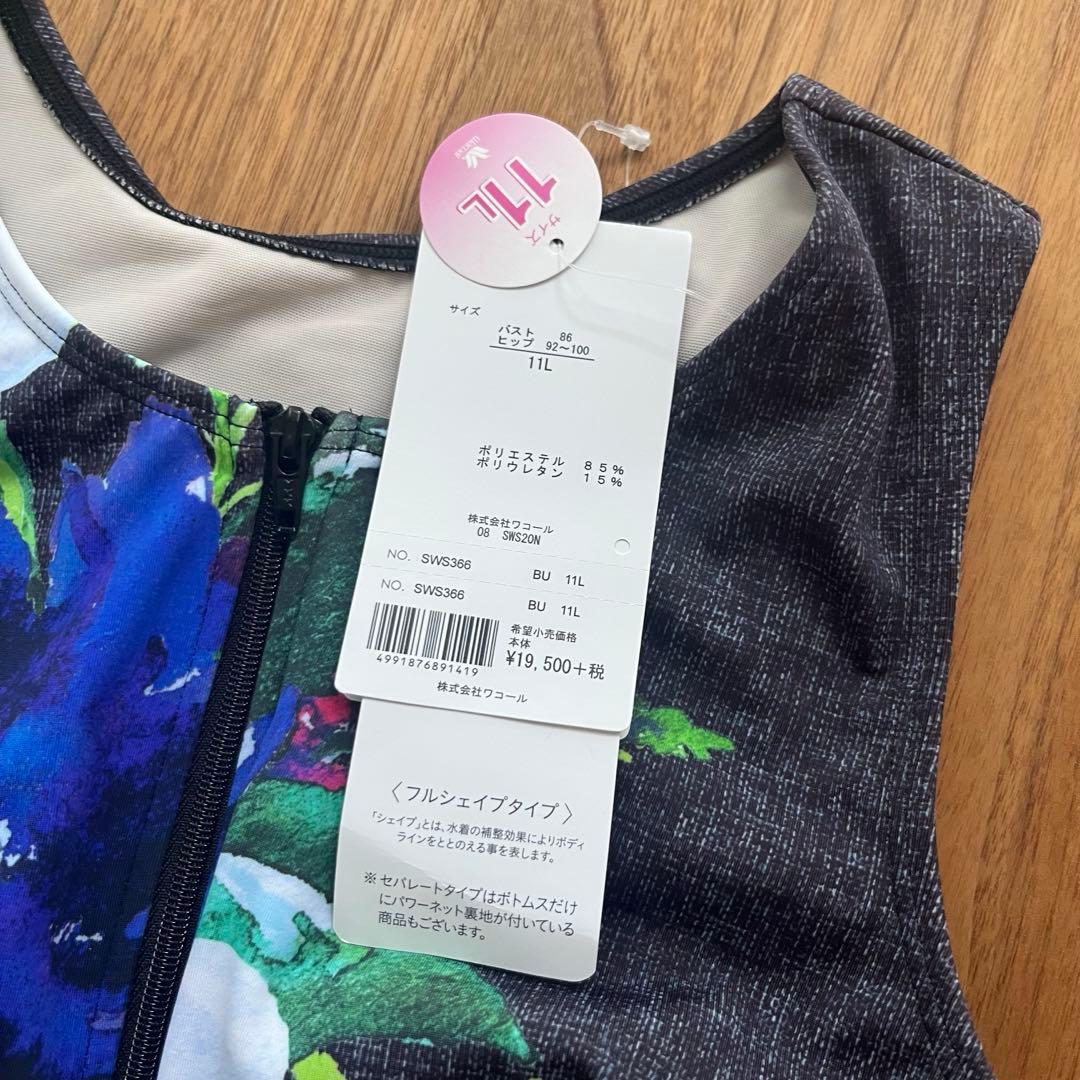 Wacoal
11L
サイズ
サイズ
バスト 86
ヒップ 92～100
11L
ポリエステル 85%
ポリウレタン 15%
株式会社ワコール
08 SWS20N
NO. SWS366 BU 11L
NO. SWS366 BU 11L
希望小売価格
本体
¥19,500+税
4991876891419
株式会社ワコール
〈フルシェイプタイプ〉
「シェイプ」とは、水着の補整効果によりボディ
ラインをととのえる事を表します。
※セパレートタイプはボトムスだけ
にパワーネット裏地が付いている
商品もございます。